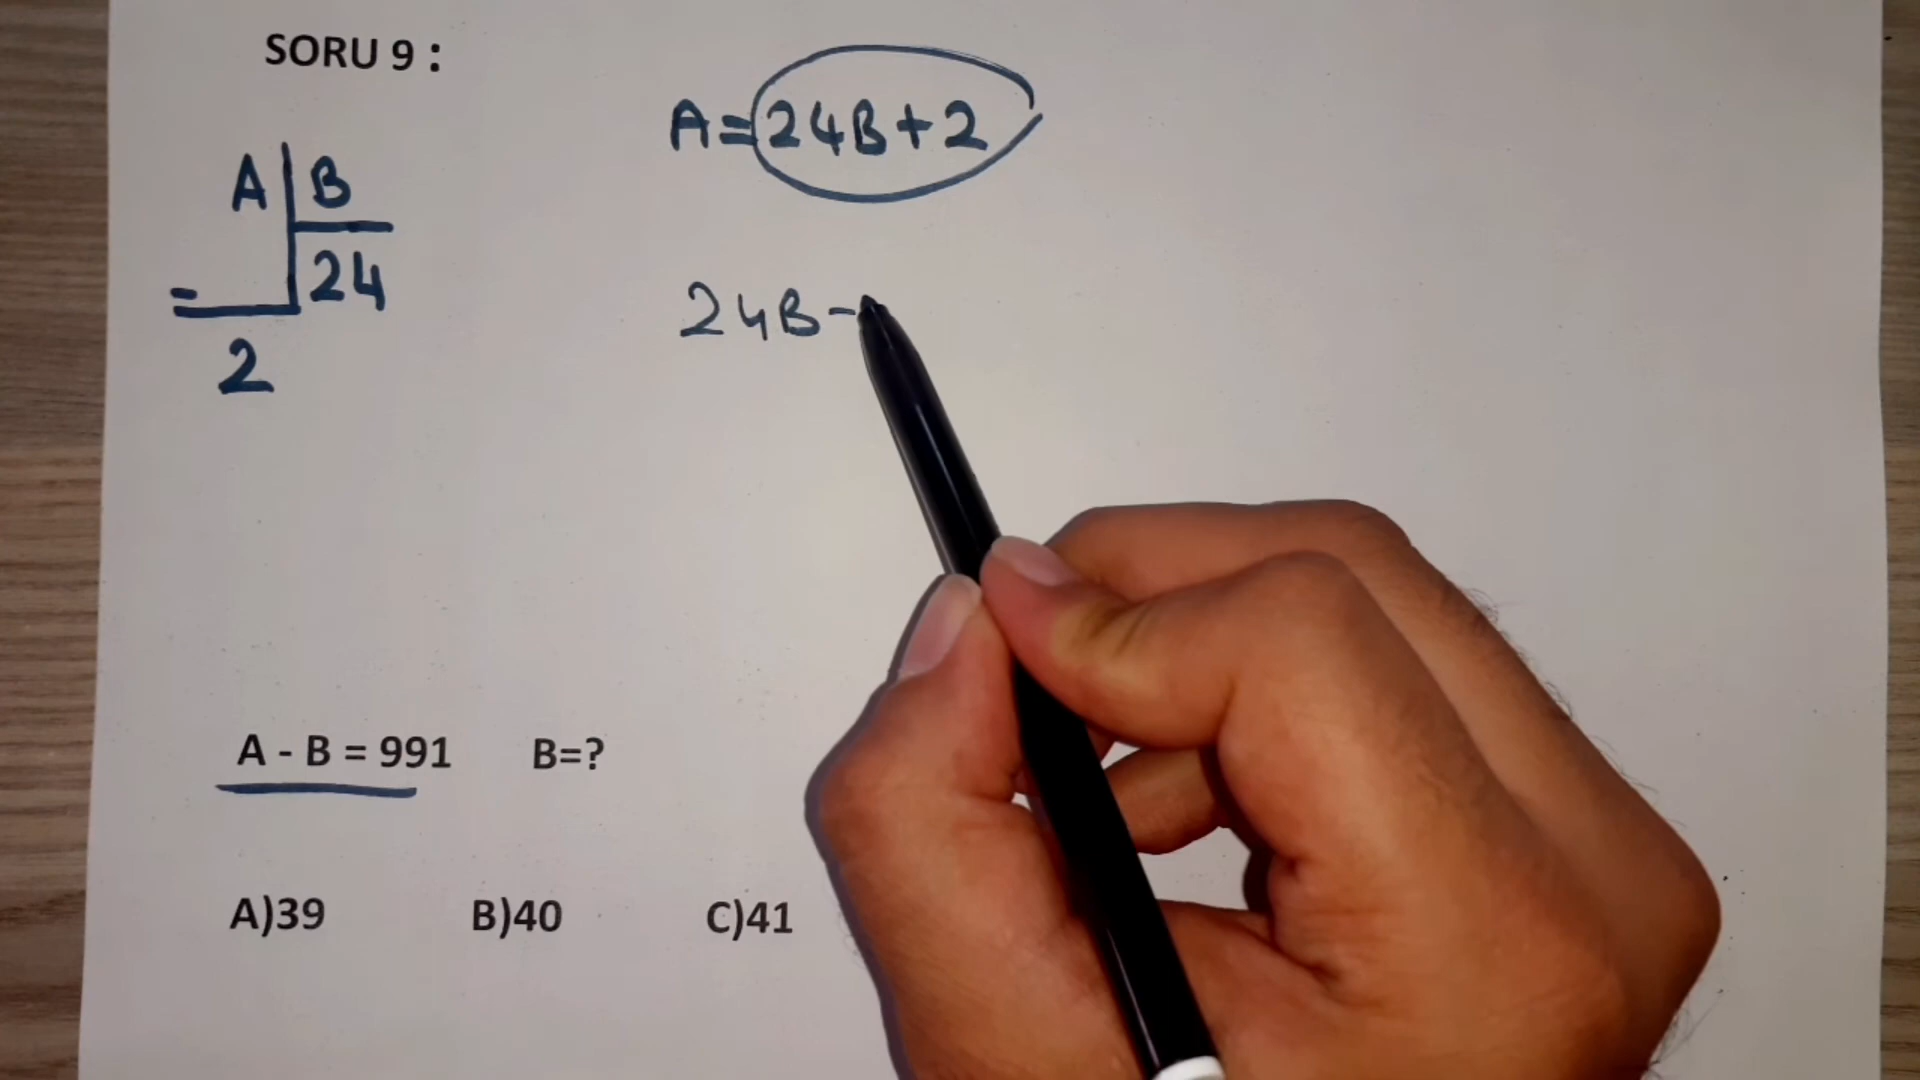 SORU 9 :
A=24B+2
A B
24
=
2
24B-
A - B = 991 B=?
A)39 B)40 C)41